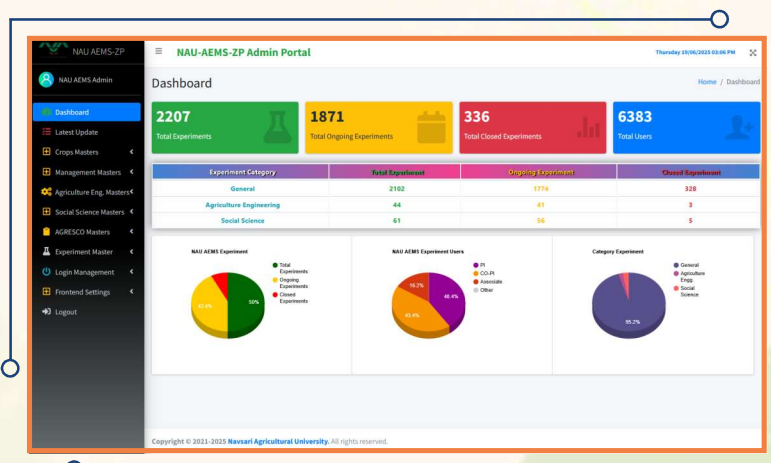 NAU AEMS-ZP
NAU-AEMS-ZP Admin Portal
Thursday 19/06/2025 03:06 PM
NAU AEMS Admin
Dashboard
Latest Update
Crops Masters
Management Masters
Agriculture Eng. Masters
Social Science Masters
AGRESCO Masters
Experiment Master
Login Management
Frontend Settings
Logout
Dashboard
Home / Dashboard
2207
Total Experiments
1871
Total Ongoing Experiments
336
Total Closed Experiments
6383
Total Users
Experiment Category Total Experiment Ongoing Experiment Closed Experiment
General 2102 1774 328
Agriculture Engineering 44 41 3
Social Science 61 56 5
NAU AEMS Experiment
Total
Experiments
Ongoing
Experiments
Closed
Experiments
50%
NAU AEMS Experiment Users
PI
CO-PI
Associate
Other
16.2%
40.4%
43.4%
Category Experiment
General
Agriculture
Engg
Social
Science
95.2%
Copyright © 2021-2025 Navsari Agricultural University. All rights reserved.